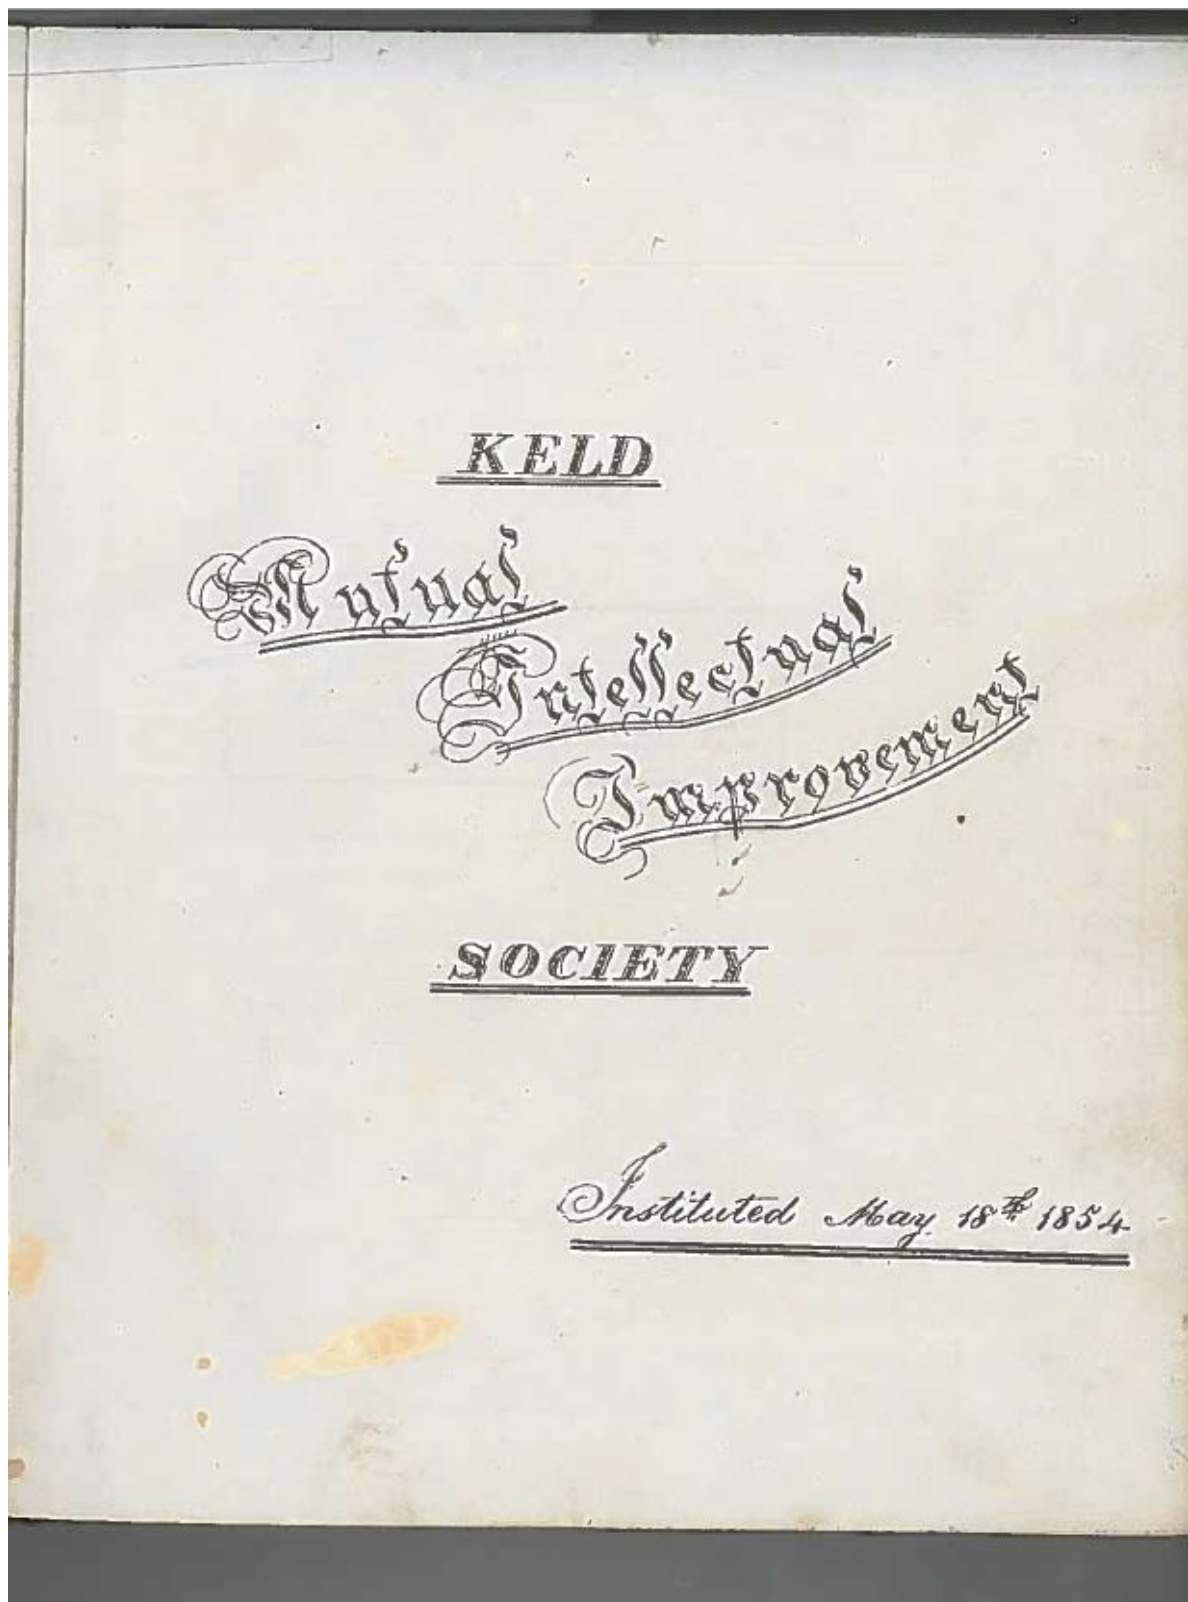 KELD
Mutual
Intellectual
Improvement
SOCIETY
Instituted May 18th 1854